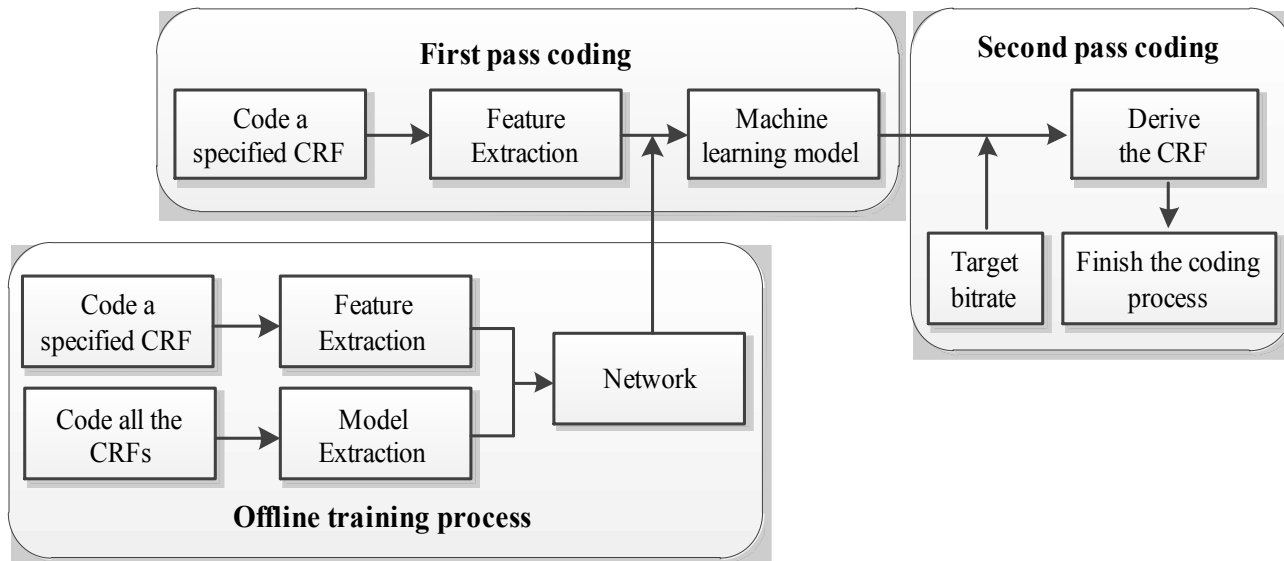 First pass coding
Code a
specified CRF
Feature
Extraction
Machine
learning model
Second pass coding
Derive
the CRF
Target
bitrate
Finish the coding
process
Code a
specified CRF
Feature
Extraction
Network
Code all the
CRFs
Model
Extraction
Offline training process